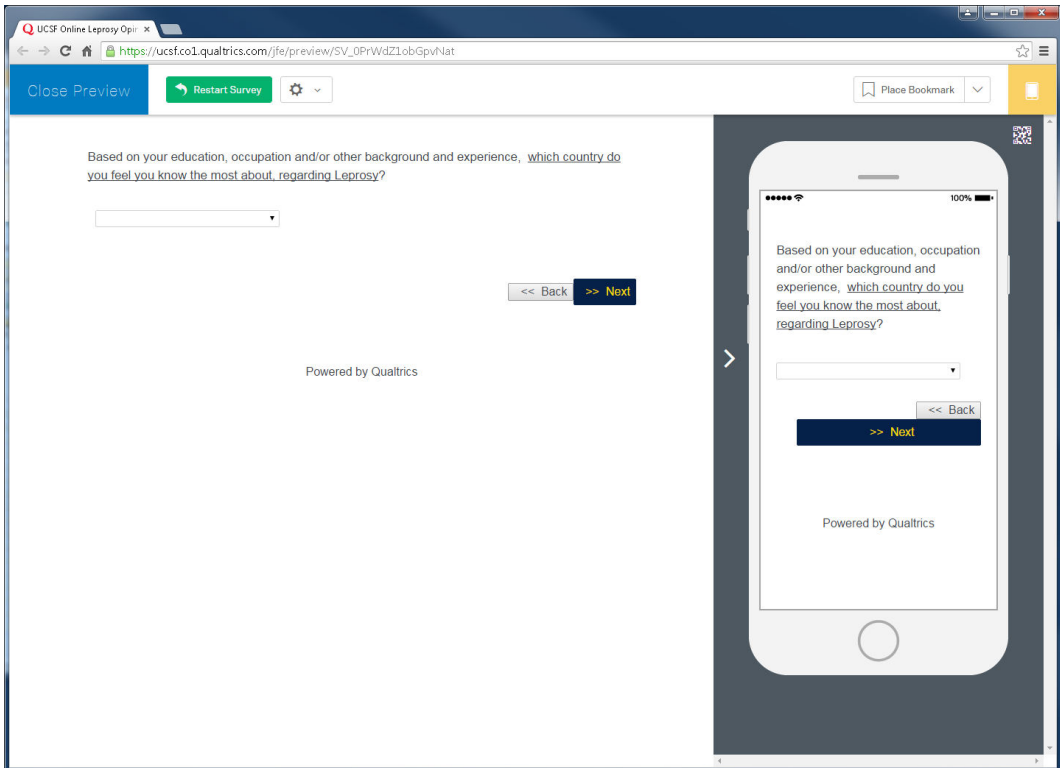 UCSF Online Leprosy Opir
https://ucsf.co1.qualtrics.com/jfe/preview/SV_0PrWdZ1obGpvNat
Close Preview
Restart Survey
Place Bookmark
Based on your education, occupation and/or other background and experience, which country do
you feel you know the most about, regarding Leprosy?
<< Back >> Next
Powered by Qualtrics
100%
Based on your education, occupation
and/or other background and
experience, which country do you
feel you know the most about,
regarding Leprosy?
<< Back
>> Next
Powered by Qualtrics